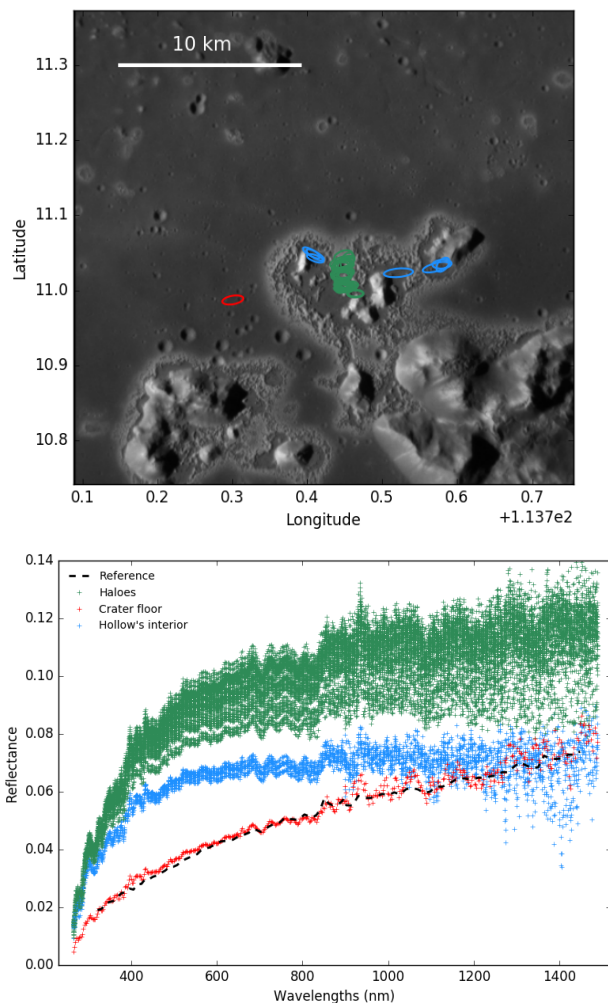 10 km
11.3
11.2
11.1
11.0
10.9
10.8
Latitude
0.1 0.2 0.3 0.4 0.5 0.6 0.7
Longitude +1.137e2
0.14
0.12
0.10
0.08
0.06
0.04
0.02
0.00
Reflectance
Reference
Haloes
Crater floor
Hollow's interior
400 600 800 1000 1200 1400
Wavelengths (nm)